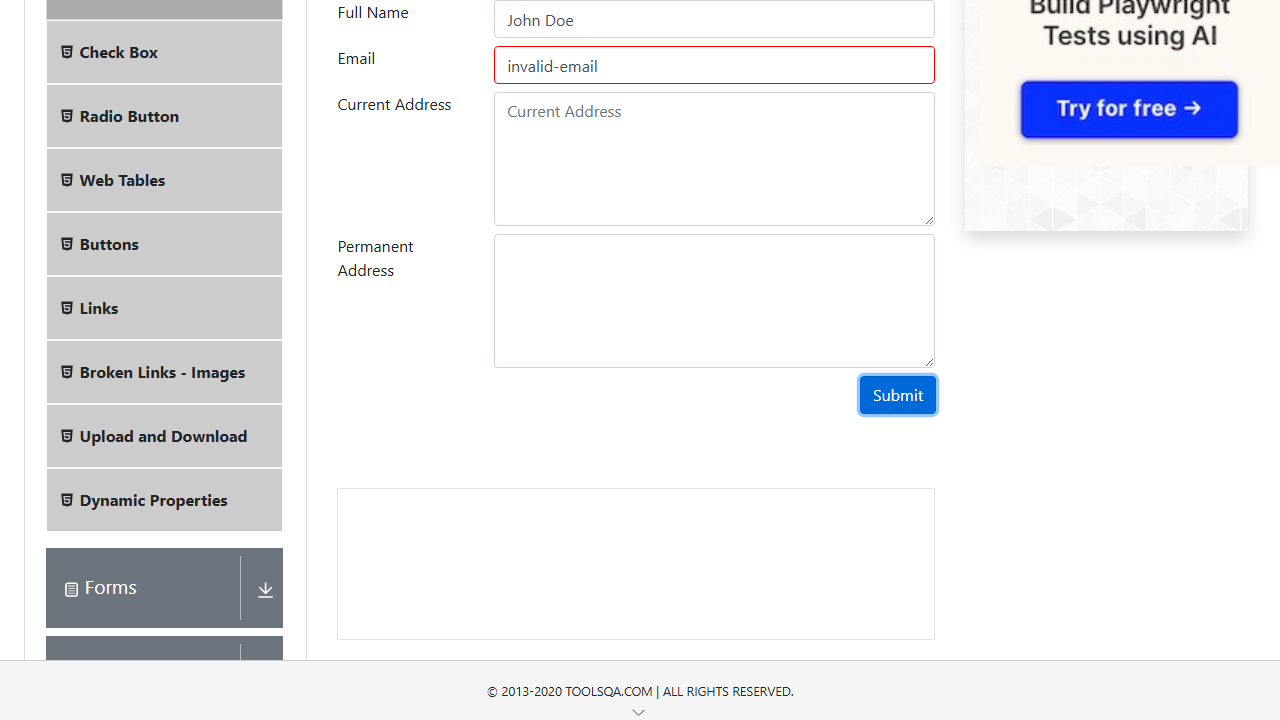 Check Box
Radio Button
Web Tables
Buttons
Links
Broken Links - Images
Upload and Download
Dynamic Properties
Forms
Full Name
John Doe
Email
invalid-email
Current Address
Current Address
Permanent
Address
Submit
Build Playwright
Tests using AI
Try for free →
© 2013-2020 TOOLSQA.COM | ALL RIGHTS RESERVED.